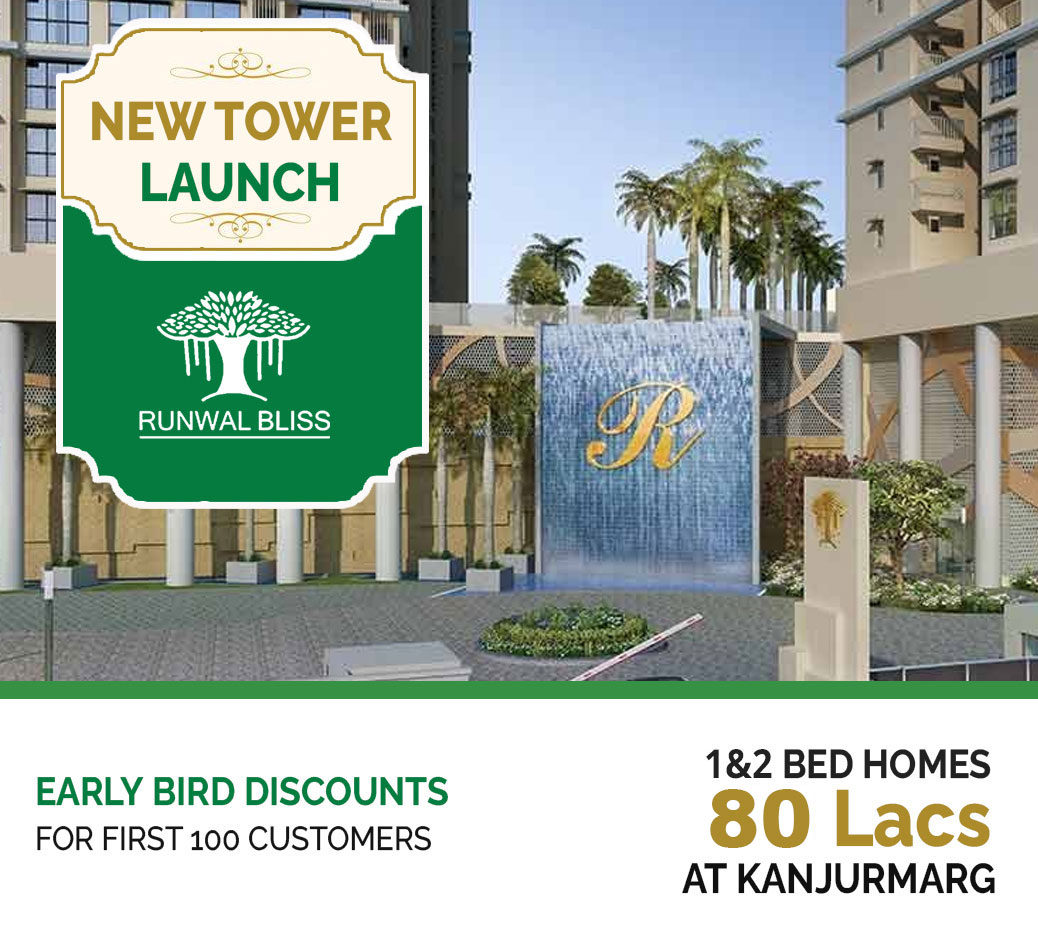 NEW TOWER
LAUNCH
RUNWAL BLISS
R
EARLY BIRD DISCOUNTS
FOR FIRST 100 CUSTOMERS
1&2 BED HOMES
80 Lacs
AT KANJURMARG